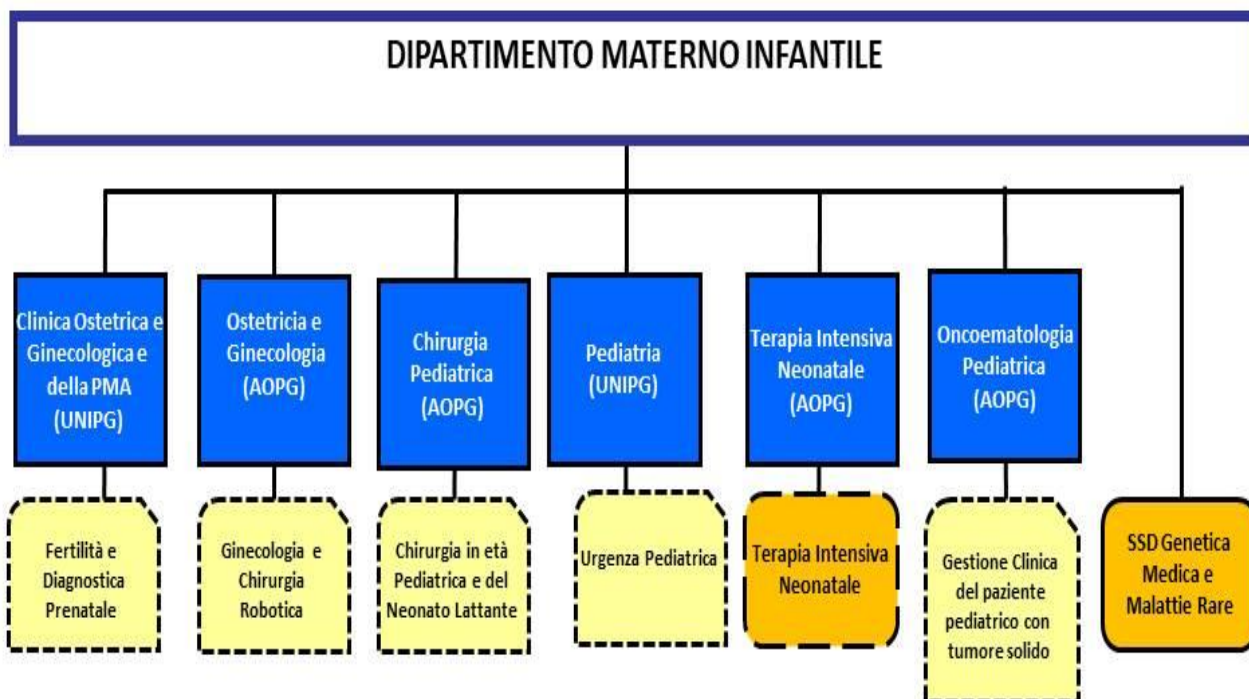 DIPARTIMENTO MATERNO INFANTILE
Clinica Ostetrica e
Ginecologica e
della PMA
(UNIPG)
Ostetricia e
Ginecologia
(AOPG)
Chirurgia
Pediatrica
(AOPG)
Pediatria
(UNIPG)
Terapia Intensiva
Neonatale
(AOPG)
Oncoematologia
Pediatrica
(AOPG)
Fertilità e
Diagnostica
Prenatale
Ginecologia e
Chirurgia
Robotica
Chirurgia in età
Pediatrica e del
Neonato Lattante
Urgenza Pediatrica
Terapia Intensiva
Neonatale
Gestione Clinica
del paziente
pediatrico con
tumore solido
SSD Genetica
Medica e
Malattie Rare